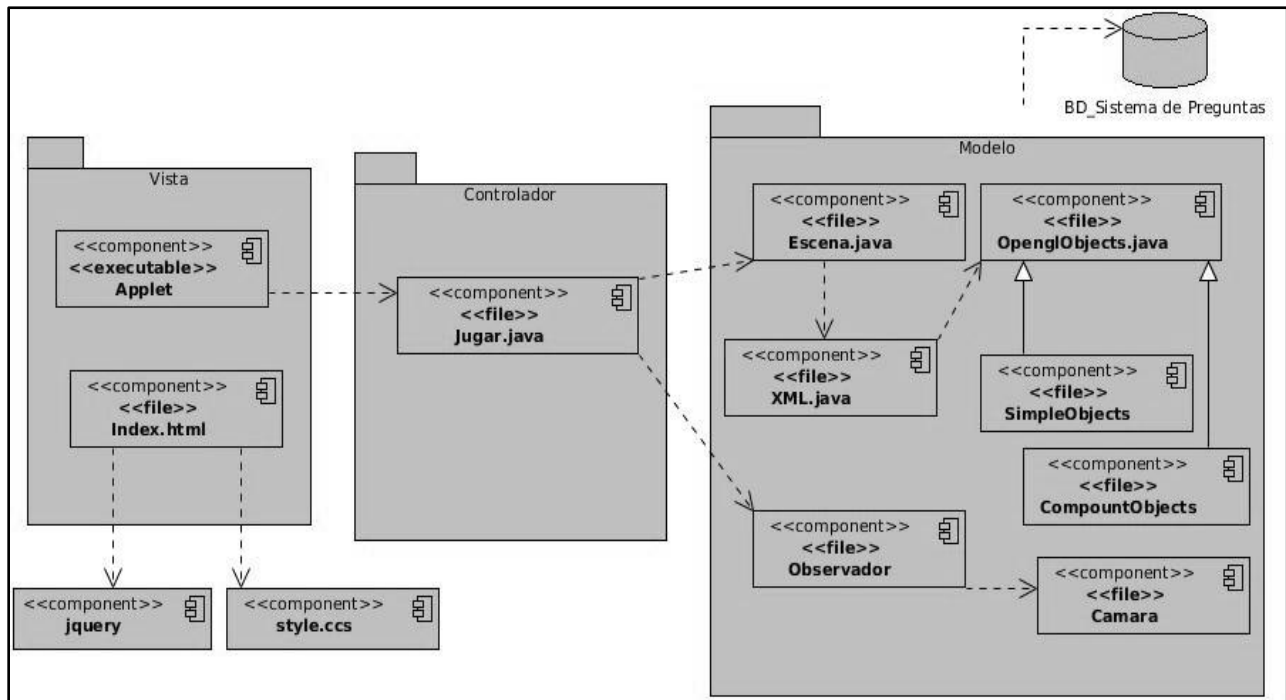 BD_Sistema de Preguntas
Vista
<<component>>
<<executable>>
Applet
<<component>>
<<file>>
Index.html
<<component>>
jquery
<<component>>
style.ccs
Controlador
<<component>>
<<file>>
Jugar.java
Modelo
<<component>>
<<file>>
Escena.java
<<component>>
<<file>>
OpenglObjects.java
<<component>>
<<file>>
XML.java
<<component>>
<<file>>
SimpleObjects
<<component>>
<<file>>
CompountObjects
<<component>>
<<file>>
Observador
<<component>>
<<file>>
Camara